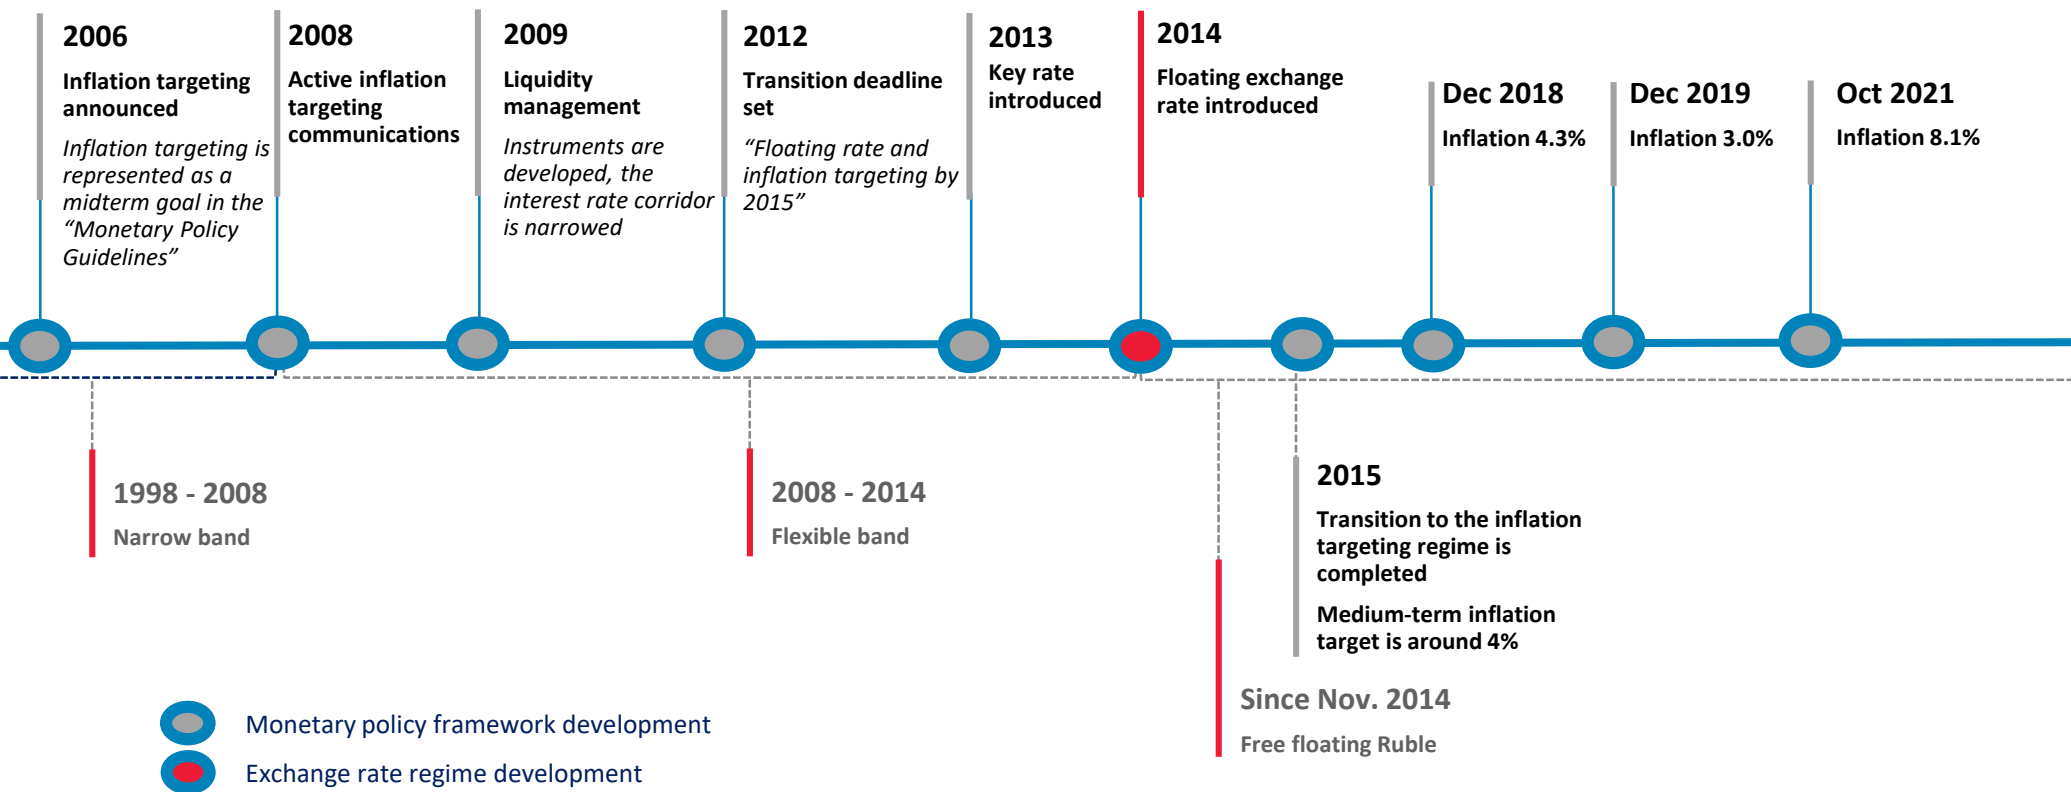 2006
Inflation targeting
announced
Inflation targeting is
represented as a
midterm goal in the
“Monetary Policy
Guidelines”
2008
Active inflation
targeting
communications
2009
Liquidity
management
Instruments are
developed, the
interest rate corridor
is narrowed
2012
Transition deadline
set
“Floating rate and
inflation targeting by
2015”
2013
Key rate
introduced
2014
Floating exchange
rate introduced
Dec 2018
Inflation 4.3%
Dec 2019
Inflation 3.0%
Oct 2021
Inflation 8.1%
1998 - 2008
Narrow band
2008 - 2014
Flexible band
2015
Transition to the inflation
targeting regime is
completed
Medium-term inflation
target is around 4%
Since Nov. 2014
Free floating Ruble
Monetary policy framework development
Exchange rate regime development